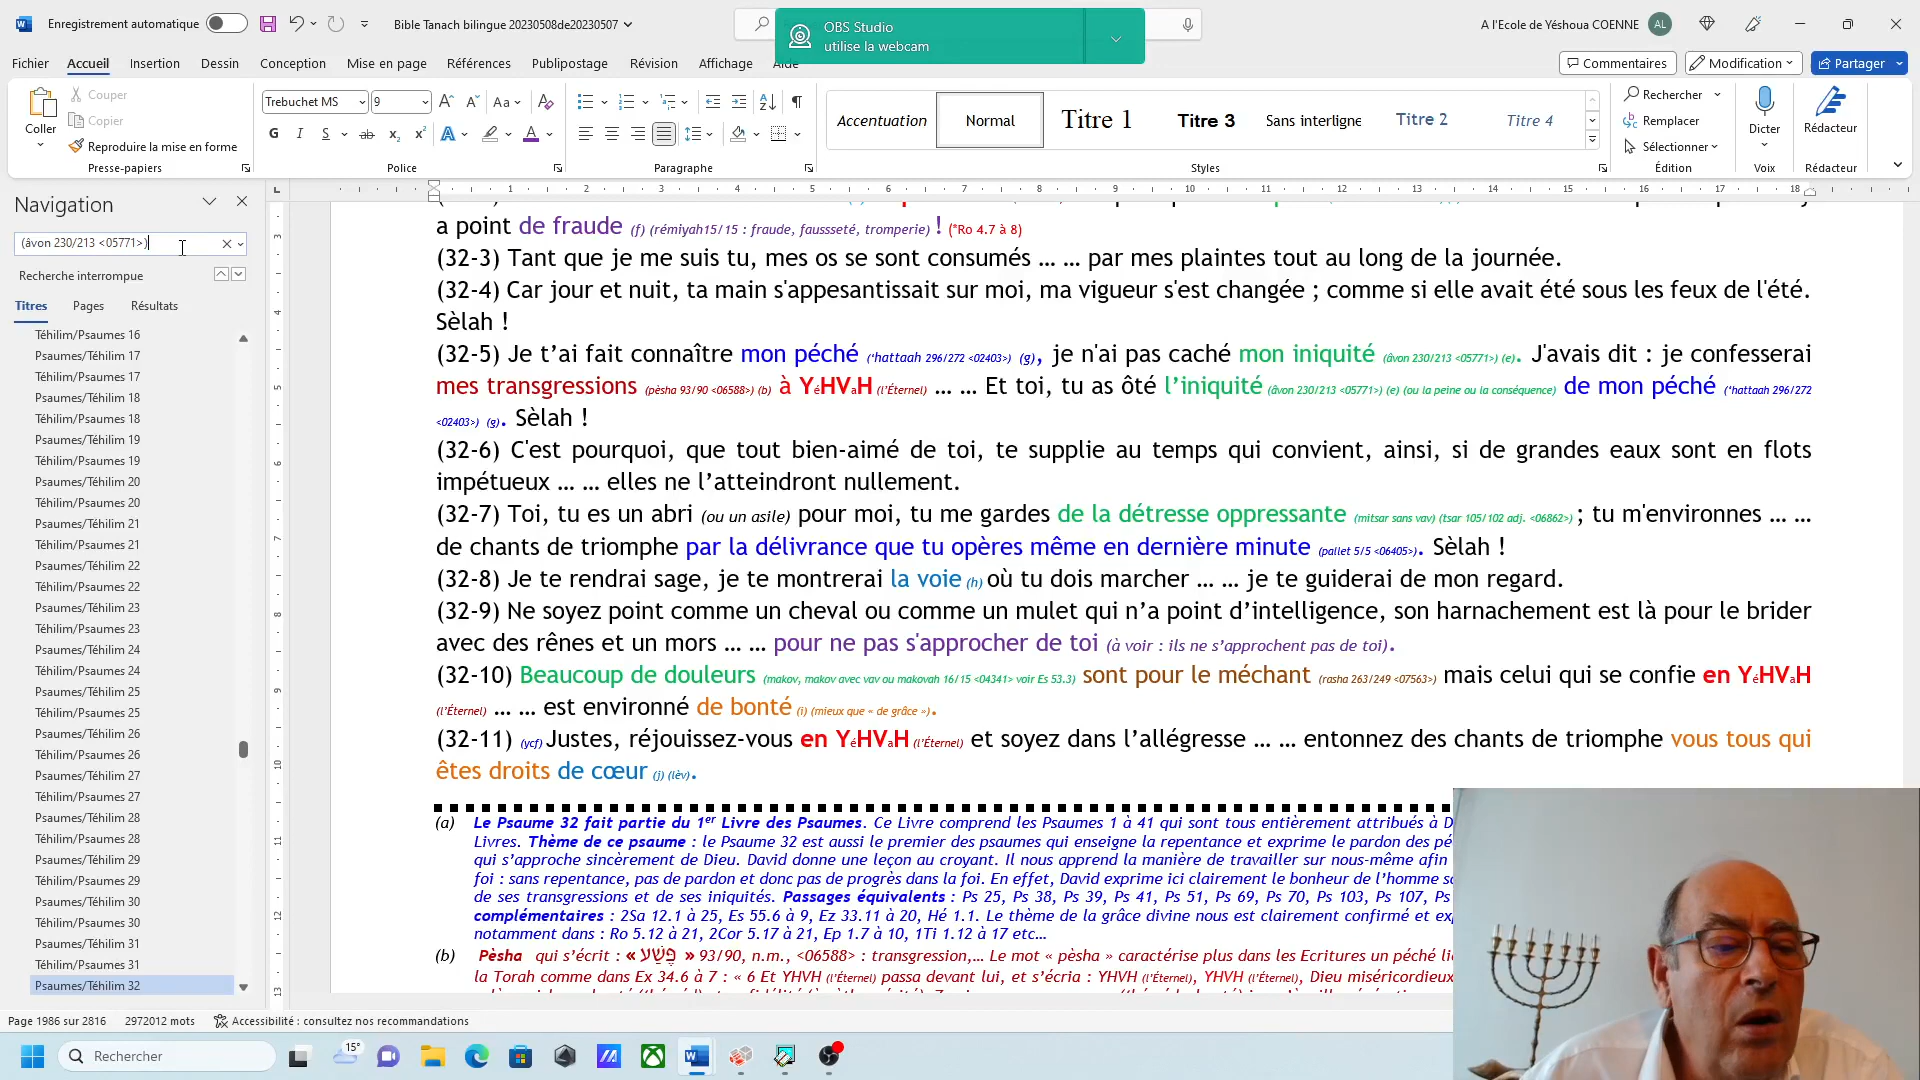 Enregistrement automatique
Bible Tanach bilingue 20230508de20230507
OBS Studio
utilise la webcam
A l'Ecole de Yéshoua COENNE
AL
Fichier Accueil Insertion Dessin Conception Mise en page Références Publipostage Révision Affichage Aide
Commentaires Modification Partager
Coller
Couper
Copier
Reproduire la mise en forme
Presse-papiers
Trebuchet MS 9
Police
Paragraphe
Accentuation Normal Titre 1 Titre 3 Sans interligne Titre 2 Titre 4
Styles
Rechercher
Remplacer
Sélectionner
Édition
Dicter
Voix
Rédacteur
Rédacteur
Navigation
(âvon 230/213 <05771>)
Recherche interrompue
Titres Pages Résultats
Téhilim/Psaumes 16
Psaumes/Téhilim 17
Téhilim/Psaumes 17
Psaumes/Téhilim 18
Téhilim/Psaumes 18
Psaumes/Téhilim 19
Psaumes/Téhilim 19
Psaumes/Téhilim 20
Téhilim/Psaumes 20
Psaumes/Téhilim 21
Psaumes/Téhilim 21
Psaumes/Téhilim 22
Psaumes/Téhilim 22
Psaumes/Téhilim 23
Psaumes/Téhilim 23
Psaumes/Téhilim 24
Psaumes/Téhilim 24
Psaumes/Téhilim 25
Psaumes/Téhilim 25
Psaumes/Téhilim 26
Psaumes/Téhilim 26
Psaumes/Téhilim 27
Psaumes/Téhilim 27
Psaumes/Téhilim 28
Psaumes/Téhilim 28
Psaumes/Téhilim 29
Psaumes/Téhilim 29
Psaumes/Téhilim 30
Psaumes/Téhilim 30
Psaumes/Téhilim 31
Psaumes/Téhilim 31
Psaumes/Téhilim 32
a point de fraude (f) (rémiyah15/15 : fraude, faussseté, tromperie) ! (*Ro 4.7 à 8)
(32-3) Tant que je me suis tu, mes os se sont consumés … … par mes plaintes tout au long de la journée.
(32-4) Car jour et nuit, ta main s'appesantissait sur moi, ma vigueur s'est changée ; comme si elle avait été sous les feux de l'été.
Sèlah !
(32-5) Je t’ai fait connaître mon péché (‘hattaah 296/272 <02403>) (g), je n'ai pas caché mon iniquité (âvon 230/213 <05771>) (e). J'avais dit : je confesserai
mes transgressions (pèsha 93/90 <06588>) (b) à YéHVaH (l’Éternel) … … Et toi, tu as ôté l’iniquité (âvon 230/213 <05771>) (e) (ou la peine ou la conséquence) de mon péché (‘hattaah 296/272
<02403>) (g). Sèlah !
(32-6) C'est pourquoi, que tout bien-aimé de toi, te supplie au temps qui convient, ainsi, si de grandes eaux sont en flots
impétueux … … elles ne l’atteindront nullement.
(32-7) Toi, tu es un abri (ou un asile) pour moi, tu me gardes de la détresse oppressante (mitsar sans vav) (tsar 105/102 adj. <06862>) ; tu m'environnes … …
de chants de triomphe par la délivrance que tu opères même en dernière minute (pallet 5/5 <06405>). Sèlah !
(32-8) Je te rendrai sage, je te montrerai la voie (h) où tu dois marcher … … je te guiderai de mon regard.
(32-9) Ne soyez point comme un cheval ou comme un mulet qui n’a point d’intelligence, son harnachement est là pour le brider
avec des rênes et un mors … … pour ne pas s'approcher de toi (à voir : ils ne s’approchent pas de toi).
(32-10) Beaucoup de douleurs (makov, makov avec vav ou makovah 16/15 <04341> voir Es 53.3) sont pour le méchant (rasha 263/249 <07563>) mais celui qui se confie en YéHVaH
(l’Éternel) … … est environné de bonté (i) (mieux que « de grâce »).
(32-11) (ycf) Justes, réjouissez-vous en YéHVaH (l’Éternel) et soyez dans l’allégresse … … entonnez des chants de triomphe vous tous qui
êtes droits de cœur (j) (lèv).
(a) Le Psaume 32 fait partie du 1er Livre des Psaumes. Ce Livre comprend les Psaumes 1 à 41 qui sont tous entièrement attribués à D
Livres. Thème de ce psaume : le Psaume 32 est aussi le premier des psaumes qui enseigne la repentance et exprime le pardon des pé
qui s’approche sincèrement de Dieu. David donne une leçon au croyant. Il nous apprend la manière de travailler sur nous-même afin
foi : sans repentance, pas de pardon et donc pas de progrès dans la foi. En effet, David exprime ici clairement le bonheur de l’homme s
de ses transgressions et de ses iniquités. Passages équivalents : Ps 25, Ps 38, Ps 39, Ps 41, Ps 51, Ps 69, Ps 70, Ps 103, Ps 107, Ps
complémentaires : 2Sa 12.1 à 25, Es 55.6 à 9, Ez 33.11 à 20, Hé 1.1. Le thème de la grâce divine nous est clairement confirmé et ex
notamment dans : Ro 5.12 à 21, 2Cor 5.17 à 21, Ep 1.7 à 10, 1Ti 1.12 à 17 etc…
(b) Pèsha qui s’écrit : « פֶּשַׁע » 93/90, n.m., <06588> : transgression,… Le mot « pèsha » caractérise plus dans les Ecritures un péché li
la Torah comme dans Ex 34.6 à 7 : « 6 Et YHVH (l’Éternel) passa devant lui, et s’écria : YHVH (l’Éternel), YHVH (l’Éternel), Dieu miséricordieux
Page 1986 sur 2816 2972012 mots Accessibilité : consultez nos recommandations
Rechercher
15°